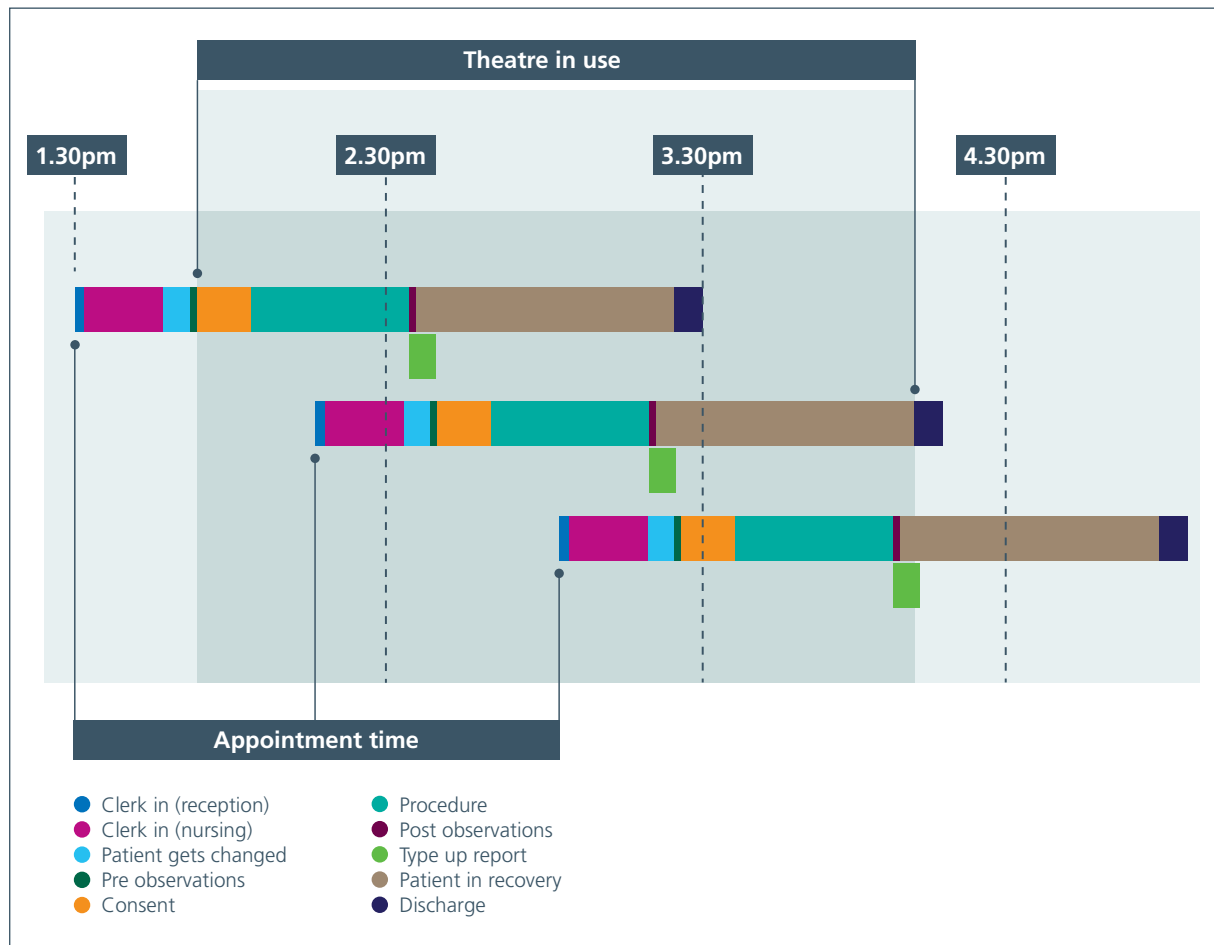 Theatre in use
1.30pm
2.30pm
3.30pm
4.30pm
Appointment time
Clerk in (reception)
Clerk in (nursing)
Patient gets changed
Pre observations
Consent
Procedure
Post observations
Type up report
Patient in recovery
Discharge